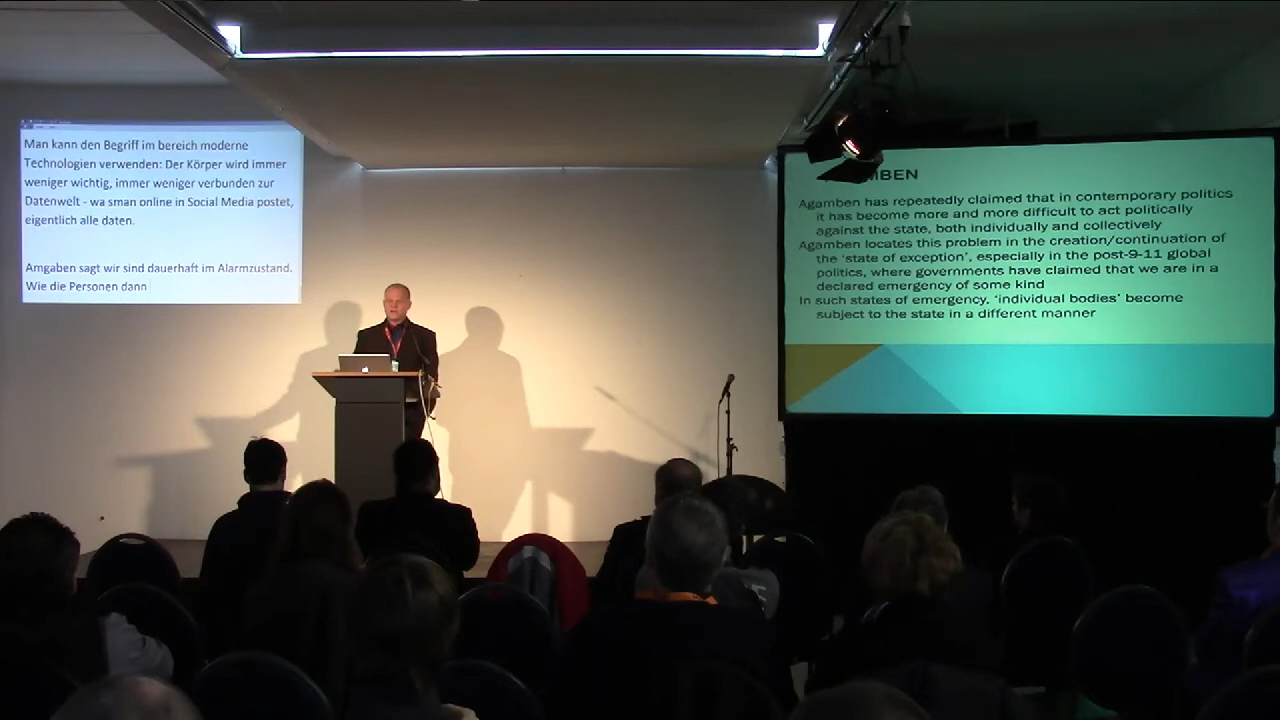 Man kann den Begriff im bereich moderne
Technologien verwenden: Der Körper wird immer
weniger wichtig, immer weniger verbunden zur
Datenwelt - wa sman online in Social Media postet,
eigentlich alle daten.
Amgaben sagt wir sind dauerhaft im Alarmzustand.
Wie die Personen dann
Agamben has repeatedly claimed that in contemporary politics
it has become more and more difficult to act politically
against the state, both individually and collectively
Agamben locates this problem in the creation/continuation of
the 'state of exception', especially in the post-9-11 global
politics, where governments have claimed that we are in a
declared emergency of some kind
In such states of emergency, 'individual bodies' become
subject to the state in a different manner